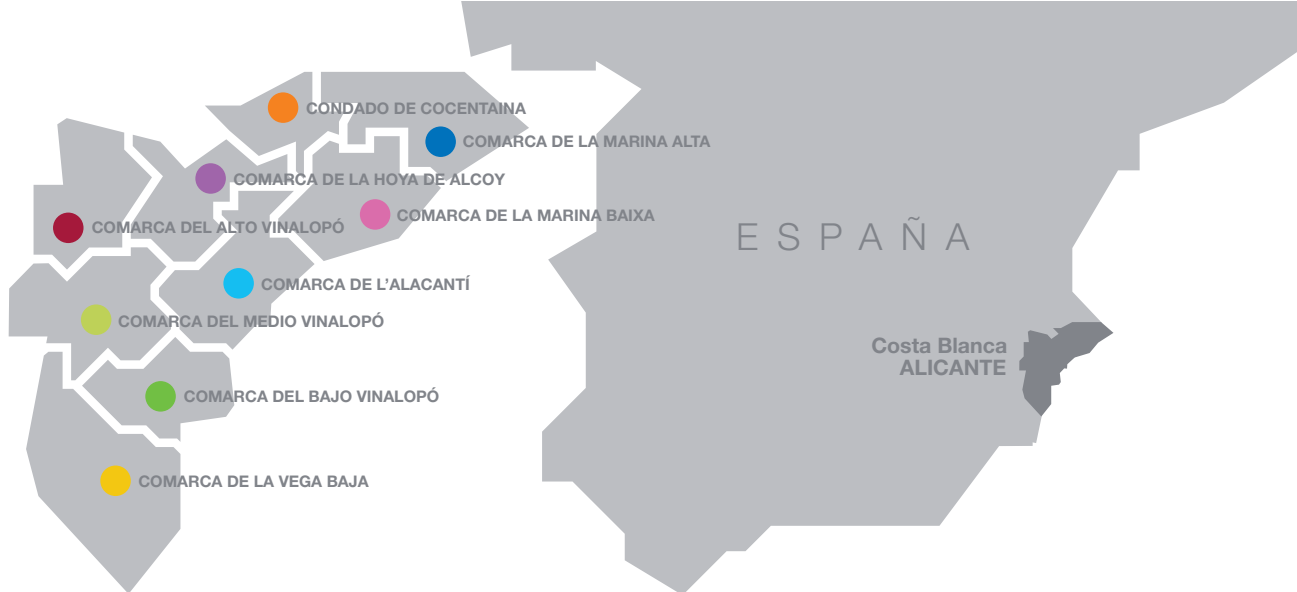 CONDADO DE COCENTAINA
COMARCA DE LA MARINA ALTA
COMARCA DE LA HOYA DE ALCOY
COMARCA DE LA MARINA BAIXA
COMARCA DEL ALTO VINALOPÓ
COMARCA DE L’ALACANTÍ
COMARCA DEL MEDIO VINALOPÓ
COMARCA DEL BAJO VINALOPÓ
COMARCA DE LA VEGA BAJA
ESPAÑA
Costa Blanca
ALICANTE